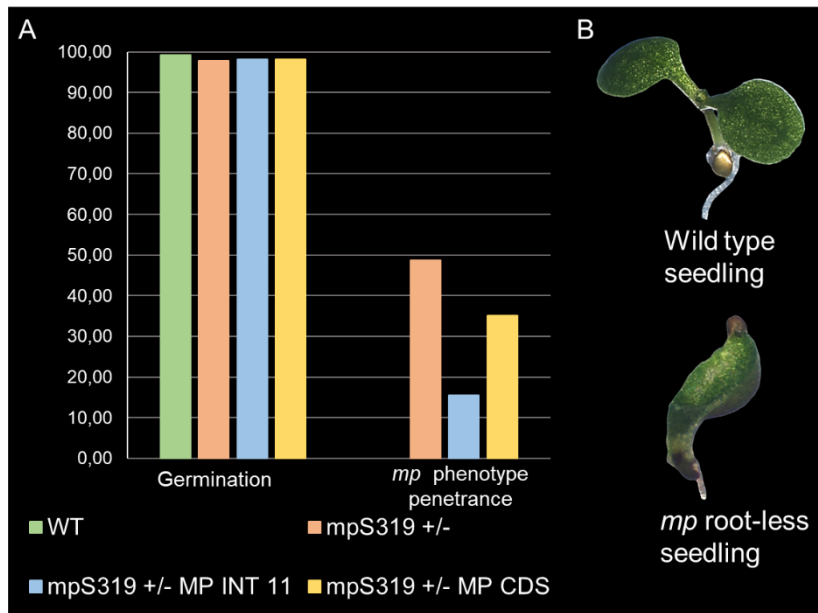 A
B
100,00
90,00
80,00
70,00
60,00
50,00
40,00
30,00
20,00
10,00
0,00
Germination
mp phenotype
penetrance
WT
mpS319 +/-
mpS319 +/- MP INT 11
mpS319 +/- MP CDS
Wild type
seedling
mp root-less
seedling